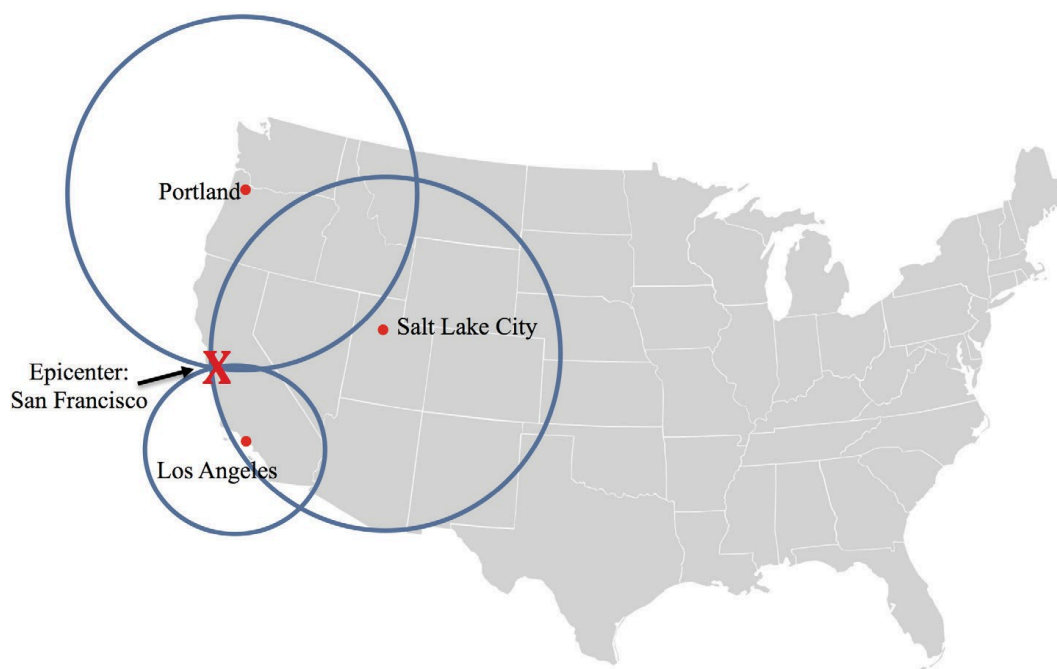 Portland
Salt Lake City
X
Epicenter:
San Francisco
Los Angeles